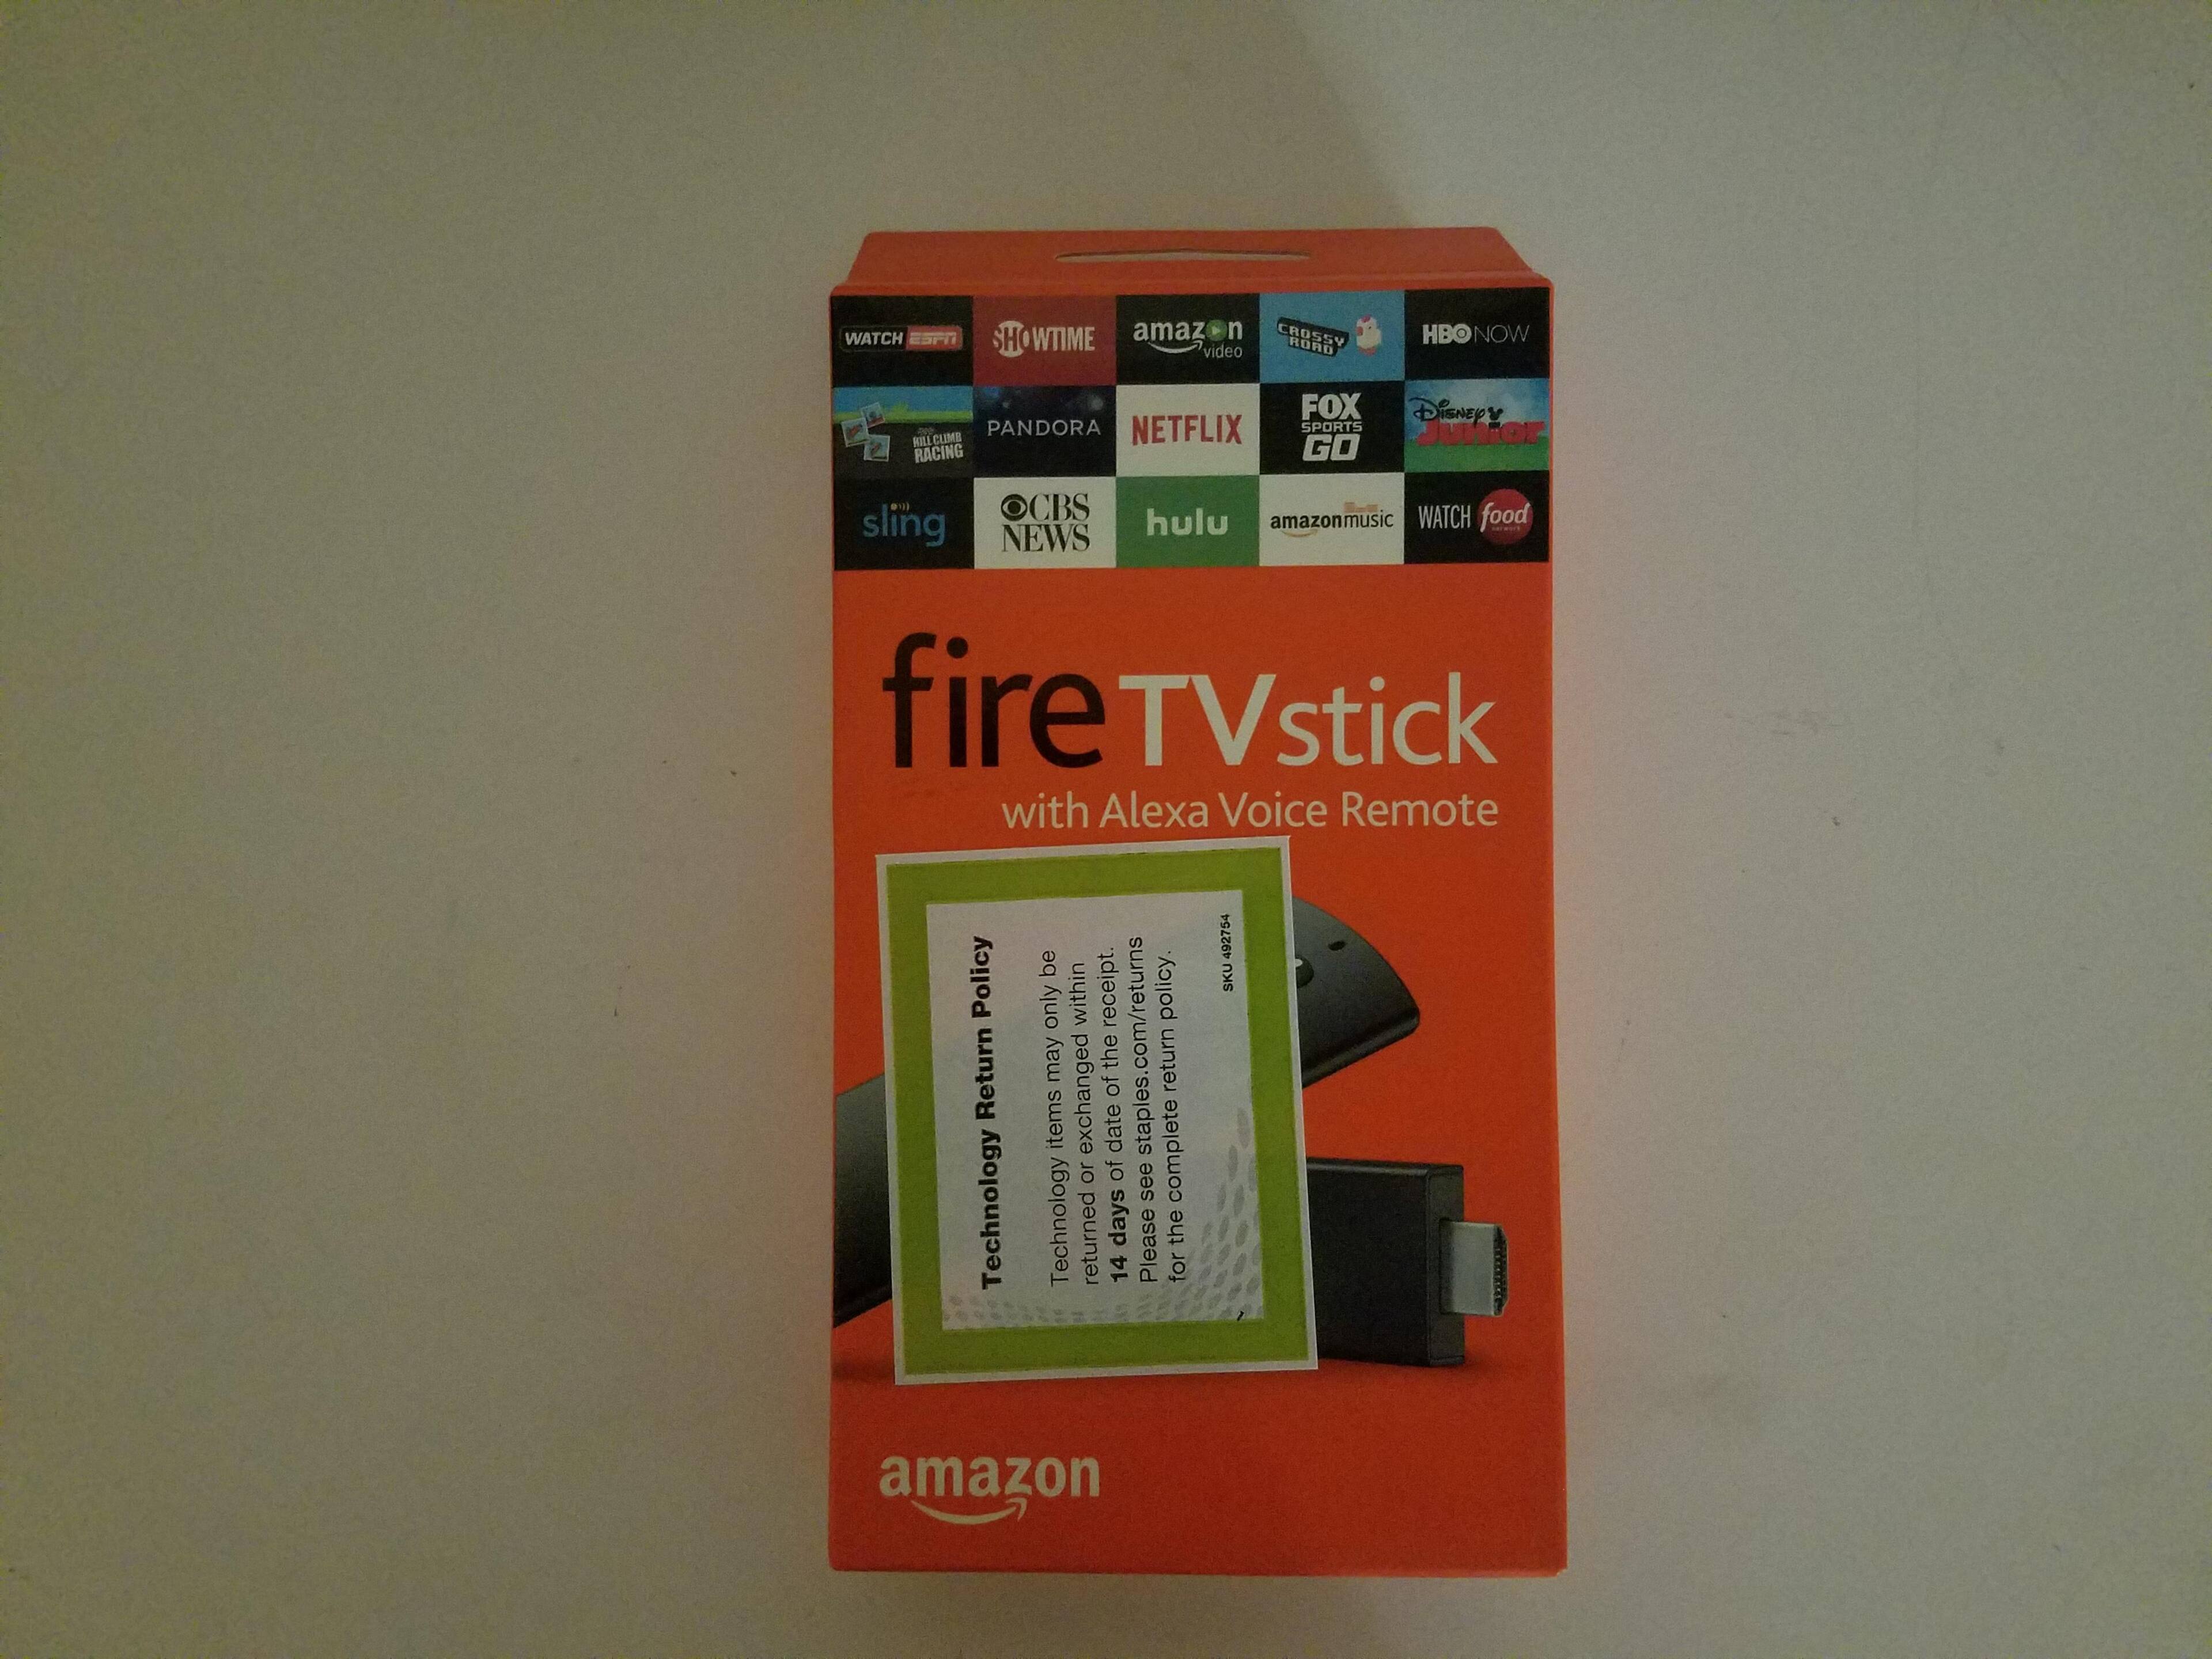 WATCH ESPN
SHOWTIME
amazon video
CROSSY ROAD
HBO NOW
HILL CLIMB RACING
PANDORA
NETFLIX
FOX SPORTS GO
Disney Junior
sling
CBS NEWS
hulu
amazon music
WATCH food network
fire TV stick
with Alexa Voice Remote
Technology Return Policy
Technology items may only be
returned or exchanged within
14 days of date of the receipt.
Please see staples.com/returns
for the complete return policy.
SKU 492754
amazon